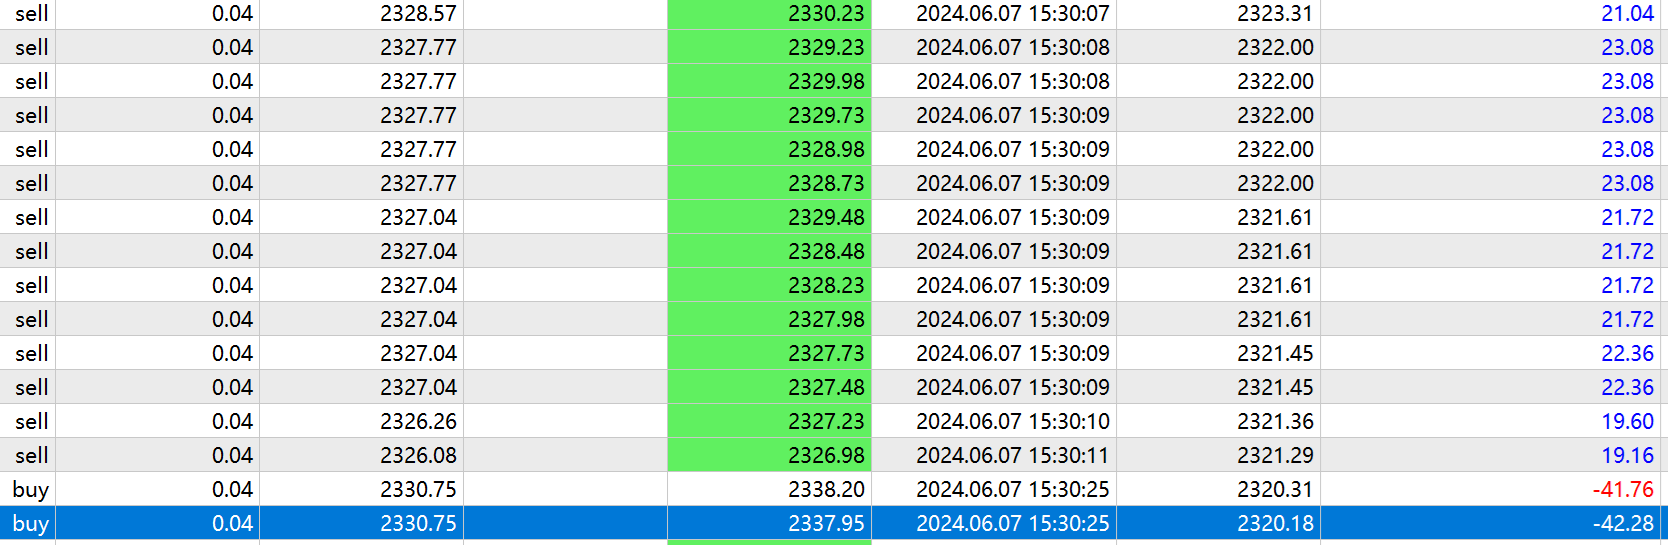 sell 0.04 2328.57 2330.23 2024.06.07 15:30:07 2323.31 21.04
sell 0.04 2327.77 2329.23 2024.06.07 15:30:08 2322.00 23.08
sell 0.04 2327.77 2329.98 2024.06.07 15:30:08 2322.00 23.08
sell 0.04 2327.77 2329.73 2024.06.07 15:30:09 2322.00 23.08
sell 0.04 2327.77 2328.98 2024.06.07 15:30:09 2322.00 23.08
sell 0.04 2327.77 2328.73 2024.06.07 15:30:09 2322.00 23.08
sell 0.04 2327.04 2329.48 2024.06.07 15:30:09 2321.61 21.72
sell 0.04 2327.04 2328.48 2024.06.07 15:30:09 2321.61 21.72
sell 0.04 2327.04 2328.23 2024.06.07 15:30:09 2321.61 21.72
sell 0.04 2327.04 2327.98 2024.06.07 15:30:09 2321.61 21.72
sell 0.04 2327.04 2327.73 2024.06.07 15:30:09 2321.45 22.36
sell 0.04 2327.04 2327.48 2024.06.07 15:30:09 2321.45 22.36
sell 0.04 2326.26 2327.23 2024.06.07 15:30:10 2321.36 19.60
sell 0.04 2326.08 2326.98 2024.06.07 15:30:11 2321.29 19.16
buy 0.04 2330.75 2338.20 2024.06.07 15:30:25 2320.31 -41.76
buy 0.04 2330.75 2337.95 2024.06.07 15:30:25 2320.18 -42.28